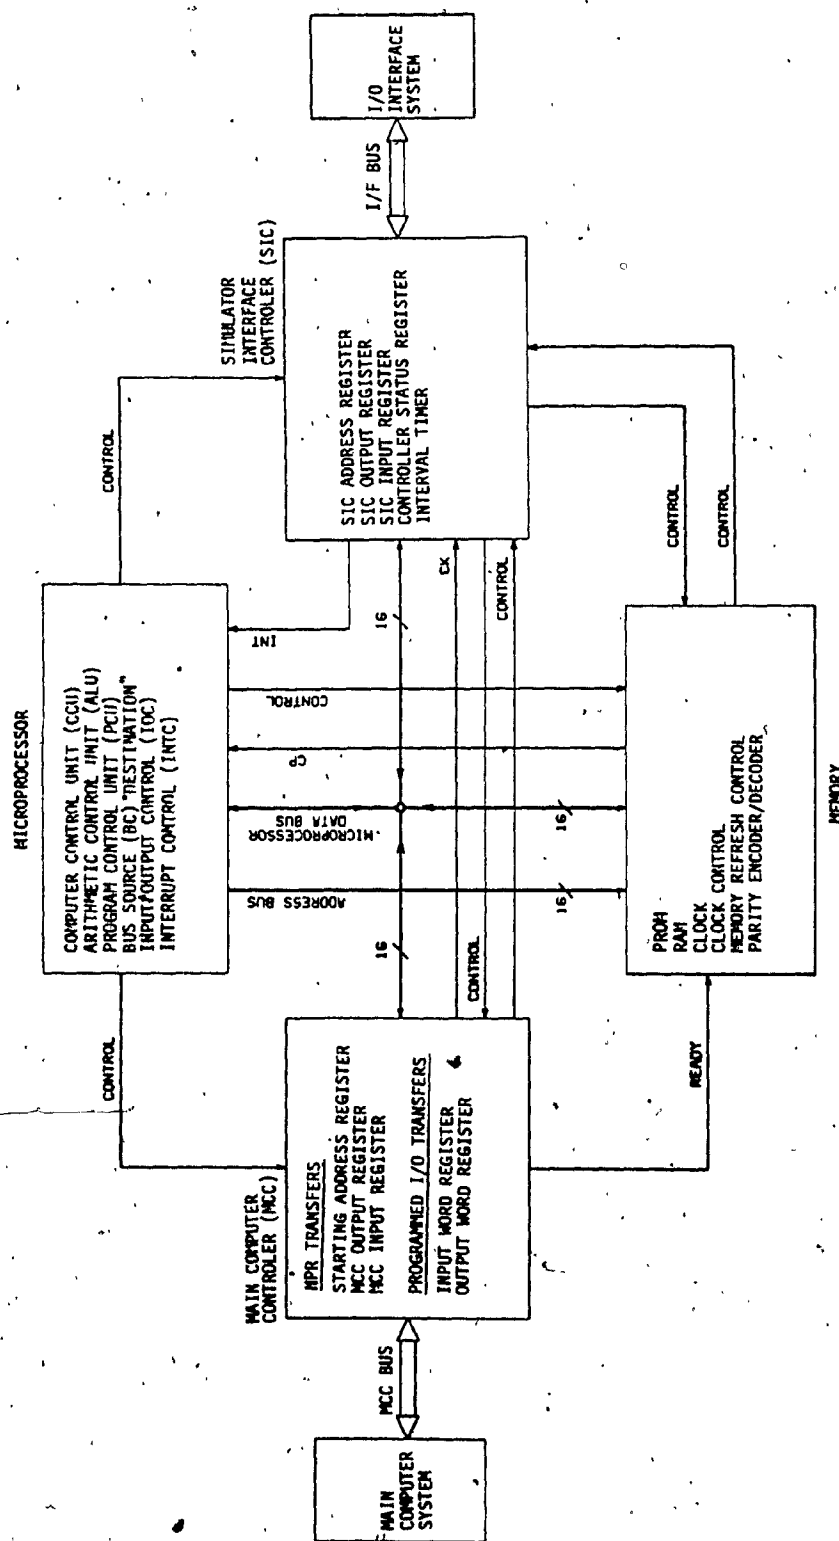 MICROPROCESSOR
COMPUTER CONTROL UNIT (CCU)
ARITHMETIC CONTROL UNIT (ALU)
PROGRAM CONTROL UNIT (PCU)
BUS SOURCE (BC) "DESTINATION"
INPUT/OUTPUT CONTROL (IOC)
INTERRUPT CONTROL (INTC)
CONTROL
CONTROL
MAIN COMPUTER
CONTROLER (MCC)
SIMULATOR
INTERFACE
CONTROLER (SIC)
MAIN
COMPUTER
SYSTEM
MCC BUS
MPR TRANSFERS
STARTING ADDRESS REGISTER
MCC OUTPUT REGISTER
MCC INPUT REGISTER
PROGRAMMED I/O TRANSFERS
INPUT WORD REGISTER
OUTPUT WORD REGISTER
16
ADDRESS BUS
MICROPROCESSOR
DATA BUS
CP
CONTROL
INT
16
CK
CONTROL
CONTROL
16
16
SIC ADDRESS REGISTER
SIC OUTPUT REGISTER
SIC INPUT REGISTER
CONTROLLER STATUS REGISTER
INTERVAL TIMER
I/F BUS
I/O
INTERFACE
SYSTEM
READY
PROM
RAM
CLOCK
CLOCK CONTROL
MEMORY REFRESH CONTROL
PARITY ENCODER/DECODER
CONTROL
CONTROL
MEMORY